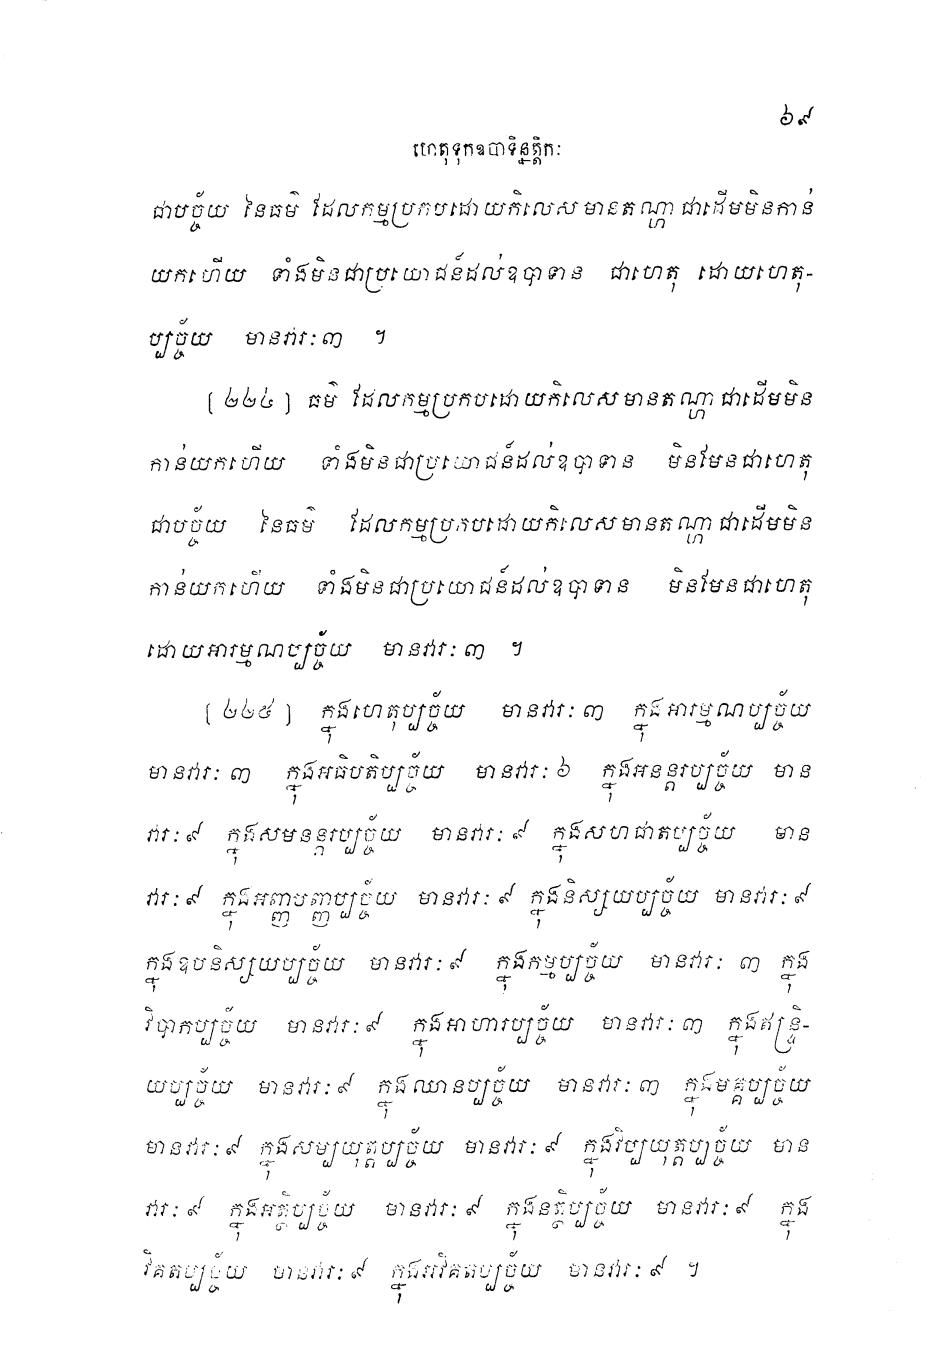 ៦៩
ហេតុទុកឧបាទិន្នត្តិកៈ
ជាបច្ច័យ នៃធម៌ ដែលកម្មប្រកបដោយកិលេសមានតណ្ហាជាដើមមិនកាន់
យកហើយ ទាំងមិនជាប្រយោជន៍ដល់ឧបាទាន ជាហេតុ ដោយហេតុ-
ប្បច្ច័យ មានវារៈ៣ ។
[ ២២៤ ] ធម៌ ដែលកម្មប្រកបដោយកិលេសមានតណ្ហាជាដើមមិន
កាន់យកហើយ ទាំងមិនជាប្រយោជន៍ដល់ឧបាទាន មិនមែនជាហេតុ
ជាបច្ច័យ នៃធម៌ ដែលកម្មប្រកបដោយកិលេសមានតណ្ហាជាដើមមិន
កាន់យកហើយ ទាំងមិនជាប្រយោជន៍ដល់ឧបាទាន មិនមែនជាហេតុ
ដោយអារម្មណប្បច្ច័យ មានវារៈ ៣ ។
[ ២២៥ ] ក្នុងហេតុប្បច្ច័យ មានវារៈ ៣ ក្នុងអារម្មណប្បច្ច័យ
មានវារៈ ៣ ក្នុងអធិបតិប្បច្ច័យ មានវារៈ ៦ ក្នុងអនន្តរប្បច្ច័យ មាន
វារៈ ៩ ក្នុងសមនន្តរប្បច្ច័យ មានវារៈ ៩ ក្នុងសហជាតប្បច្ច័យ មាន
វារៈ ៩ ក្នុងអញ្ញាបញ្ញប្បច្ច័យ មានវារៈ ៩ ក្នុងនិស្សយប្បច្ច័យ មានវារៈ ៩
ក្នុងឧបនិស្សយប្បច្ច័យ មានវារៈ ៩ ក្នុងកម្មប្បច្ច័យ មានវារៈ ៣ ក្នុង
វិបាកប្បច្ច័យ មានវារៈ ៩ ក្នុងអាហារប្បច្ច័យ មានវារៈ ៣ ក្នុងឥន្ទ្រិ-
យប្បច្ច័យ មានវារៈ ៩ ក្នុងឈានប្បច្ច័យ មានវារៈ ៣ ក្នុងមគ្គប្បច្ច័យ
មានវារៈ ៩ ក្នុងសម្បយុត្តប្បច្ច័យ មានវារៈ ៩ ក្នុងវិប្បយុត្តប្បច្ច័យ មាន
វារៈ ៩ ក្នុងអត្ថិប្បច្ច័យ មានវារៈ ៩ ក្នុងនត្ថិប្បច្ច័យ មានវារៈ ៩ ក្នុង
វិគតប្បច្ច័យ មានវារៈ ៩ ក្នុងអវិគតប្បច្ច័យ មានវារៈ ៩ ។